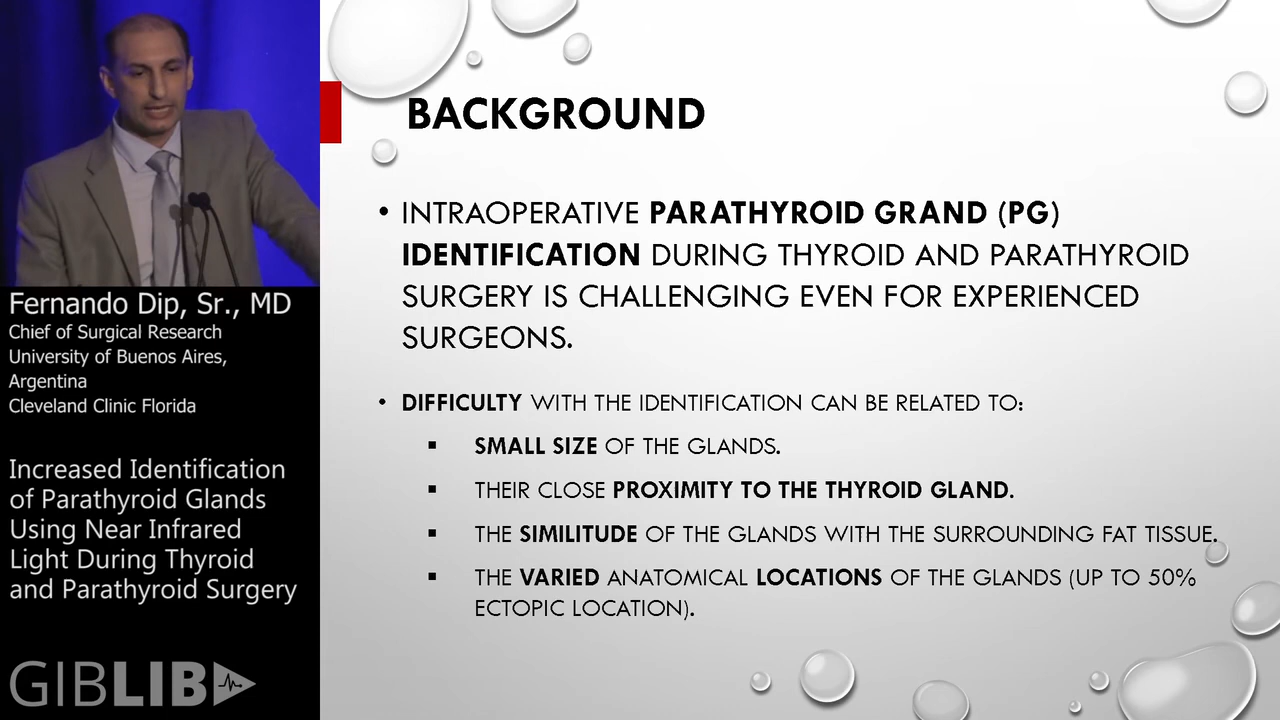 Fernando Dip, Sr., MD
Chief of Surgical Research
University of Buenos Aires,
Argentina
Cleveland Clinic Florida
Increased Identification
of Parathyroid Glands
Using Near Infrared
Light During Thyroid
and Parathyroid Surgery
GIBLIB
BACKGROUND
• INTRAOPERATIVE PARATHYROID GRAND (PG)
IDENTIFICATION DURING THYROID AND PARATHYROID
SURGERY IS CHALLENGING EVEN FOR EXPERIENCED
SURGEONS.
• DIFFICULTY WITH THE IDENTIFICATION CAN BE RELATED TO:
▪ SMALL SIZE OF THE GLANDS.
▪ THEIR CLOSE PROXIMITY TO THE THYROID GLAND.
▪ THE SIMILITUDE OF THE GLANDS WITH THE SURROUNDING FAT TISSUE.
▪ THE VARIED ANATOMICAL LOCATIONS OF THE GLANDS (UP TO 50%
ECTOPIC LOCATION).